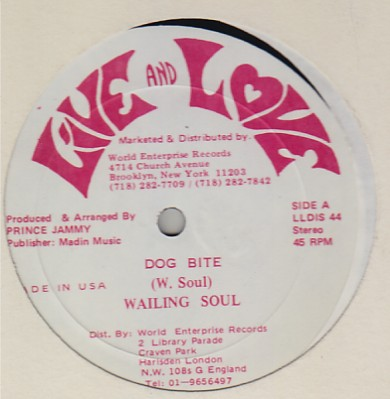 LIVE AND LOVE
Marketed & Distributed by
World Enterprise Records
4714 Church Avenue
Brooklyn, New York 11203
(718) 282-7709 / (718) 282-7842
Produced & Arranged By
PRINCE JAMMY
Publisher: Madin Music
SIDE A
LLDIS 44
Stereo
45 RPM
DOG BITE
(W. Soul)
WAILING SOUL
ADE IN USA
Dist. By: World Enterprise Records
2 Library Parade
Craven Park
Harlsden London
N.W. 108s G England
Tel: 01-9656497